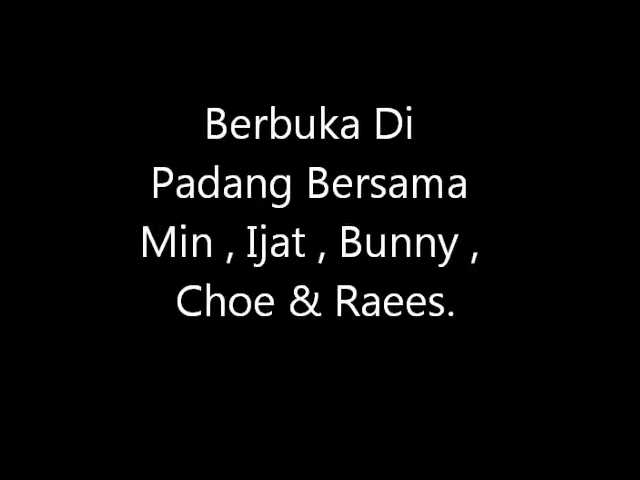 Berbuka Di
Padang Bersama
Min , Ijat , Bunny ,
Choe & Raees.